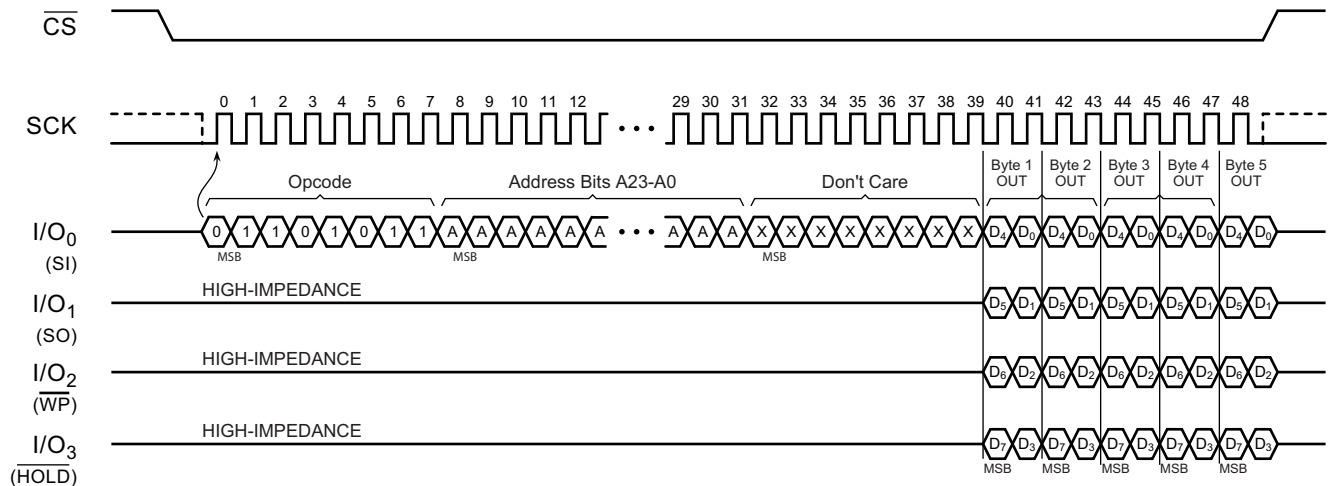 CS
SCK
0 1 2 3 4 5 6 7 8 9 10 11 12 29 30 31 32 33 34 35 36 37 38 39 40 41 42 43 44 45 46 47 48
• • •
Byte 1 OUT Byte 2 OUT Byte 3 OUT Byte 4 OUT Byte 5 OUT
Opcode Address Bits A23-A0 Don't Care
I/O0 (SI)
0 1 1 0 1 0 1 1 A A A A A A • • • A A A X X X X X X X X D4 D0 D4 D0 D4 D0 D4 D0 D4 D0
MSB MSB MSB
I/O1 (SO)
HIGH-IMPEDANCE
D5 D1 D5 D1 D5 D1 D5 D1 D5 D1
I/O2 (WP)
HIGH-IMPEDANCE
D6 D2 D6 D2 D6 D2 D6 D2 D6 D2
I/O3 (HOLD)
HIGH-IMPEDANCE
D7 D3 D7 D3 D7 D3 D7 D3 D7 D3
MSB MSB MSB MSB MSB